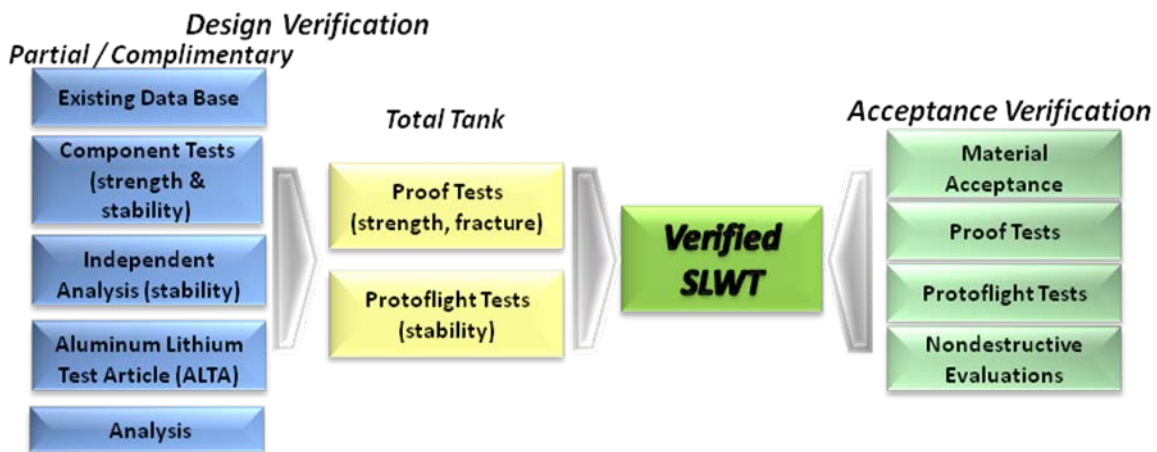 Design Verification
Partial / Complimentary
Existing Data Base
Component Tests
(strength &
stability)
Independent
Analysis (stability)
Aluminum Lithium
Test Article (ALTA)
Analysis
Total Tank
Proof Tests
(strength, fracture)
Protoflight Tests
(stability)
Verified
SLWT
Acceptance Verification
Material
Acceptance
Proof Tests
Protoflight Tests
Nondestructive
Evaluations